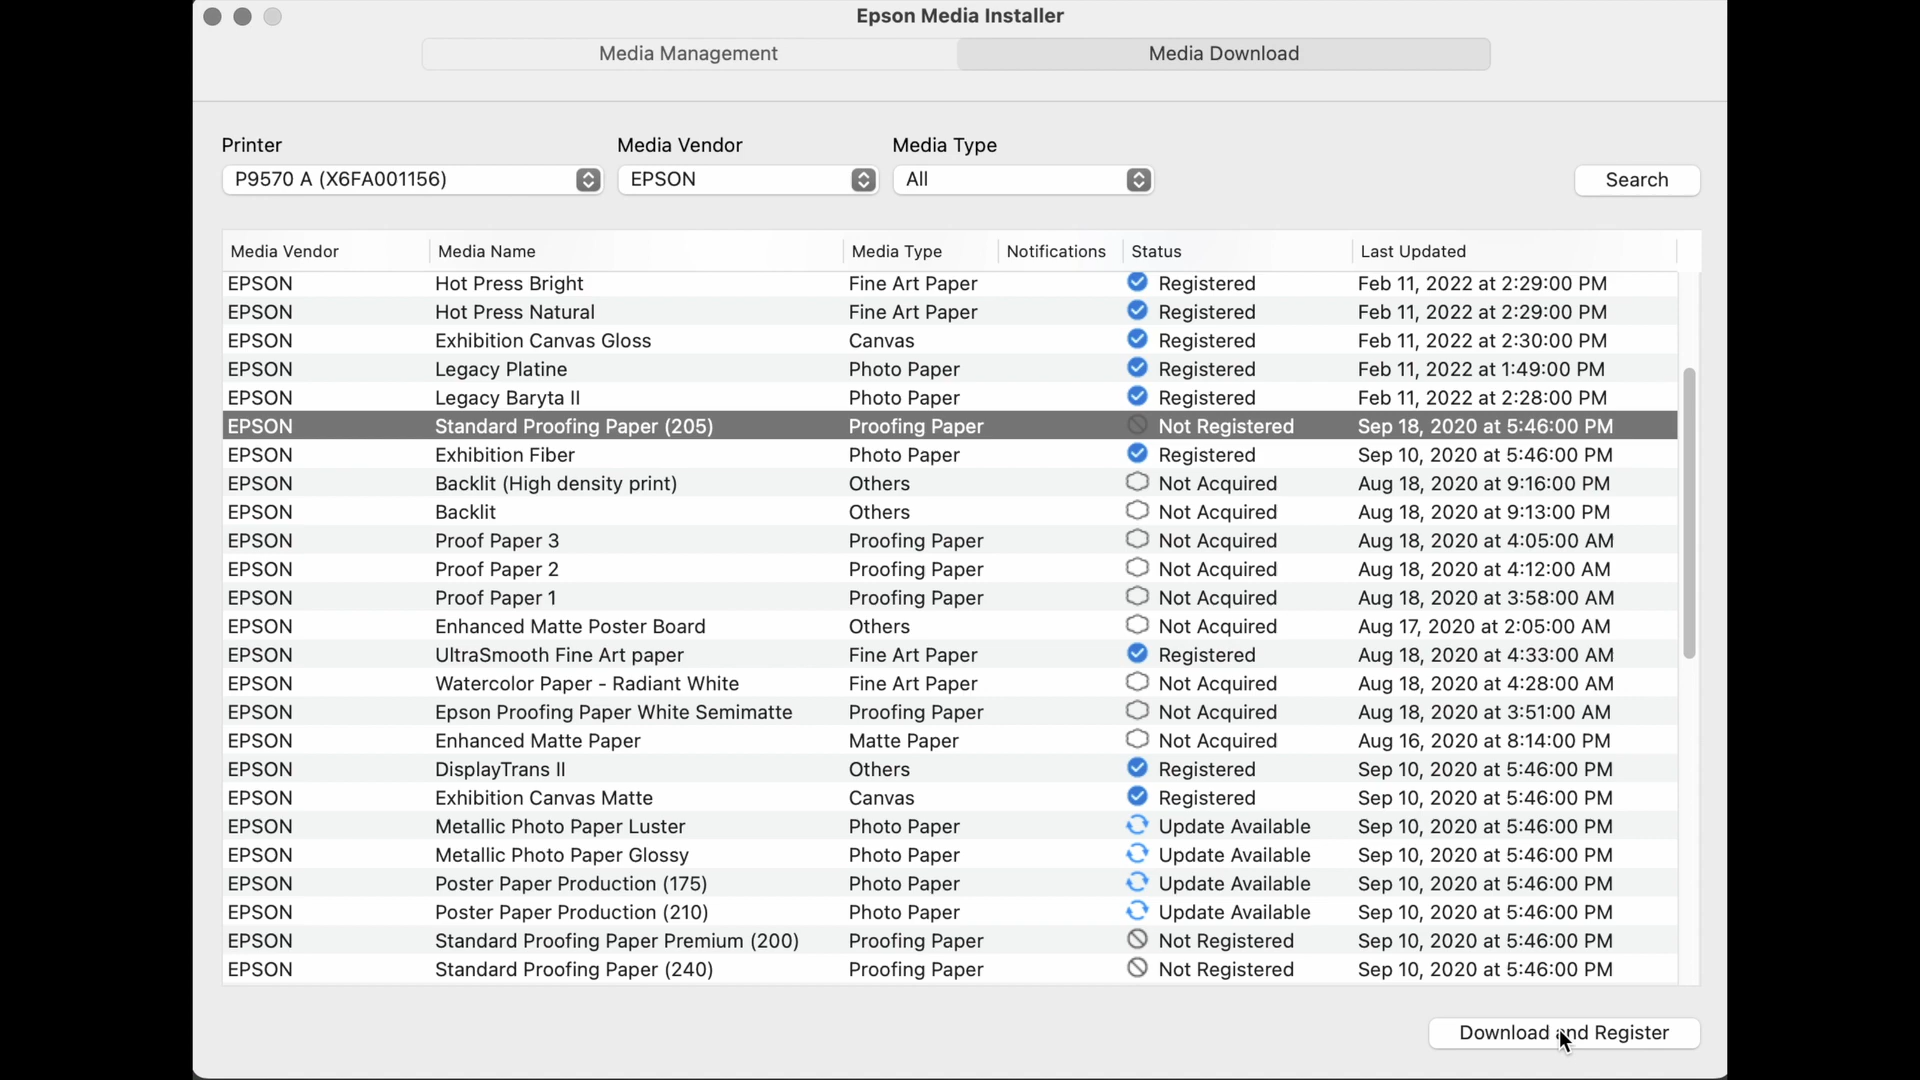 Epson Media Installer
Media Management Media Download
Printer Media Vendor Media Type
P9570 A (X6FA001156) EPSON All Search
Media Vendor Media Name Media Type Notifications Status Last Updated
EPSON Hot Press Bright Fine Art Paper Registered Feb 11, 2022 at 2:29:00 PM
EPSON Hot Press Natural Fine Art Paper Registered Feb 11, 2022 at 2:29:00 PM
EPSON Exhibition Canvas Gloss Canvas Registered Feb 11, 2022 at 2:30:00 PM
EPSON Legacy Platine Photo Paper Registered Feb 11, 2022 at 1:49:00 PM
EPSON Legacy Baryta II Photo Paper Registered Feb 11, 2022 at 2:28:00 PM
EPSON Standard Proofing Paper (205) Proofing Paper Not Registered Sep 18, 2020 at 5:46:00 PM
EPSON Exhibition Fiber Photo Paper Registered Sep 10, 2020 at 5:46:00 PM
EPSON Backlit (High density print) Others Not Acquired Aug 18, 2020 at 9:16:00 PM
EPSON Backlit Others Not Acquired Aug 18, 2020 at 9:13:00 PM
EPSON Proof Paper 3 Proofing Paper Not Acquired Aug 18, 2020 at 4:05:00 AM
EPSON Proof Paper 2 Proofing Paper Not Acquired Aug 18, 2020 at 4:12:00 AM
EPSON Proof Paper 1 Proofing Paper Not Acquired Aug 18, 2020 at 3:58:00 AM
EPSON Enhanced Matte Poster Board Others Not Acquired Aug 17, 2020 at 2:05:00 AM
EPSON UltraSmooth Fine Art paper Fine Art Paper Registered Aug 18, 2020 at 4:33:00 AM
EPSON Watercolor Paper - Radiant White Fine Art Paper Not Acquired Aug 18, 2020 at 4:28:00 AM
EPSON Epson Proofing Paper White Semimatte Proofing Paper Not Acquired Aug 18, 2020 at 3:51:00 AM
EPSON Enhanced Matte Paper Matte Paper Not Acquired Aug 16, 2020 at 8:14:00 PM
EPSON DisplayTrans II Others Registered Sep 10, 2020 at 5:46:00 PM
EPSON Exhibition Canvas Matte Canvas Registered Sep 10, 2020 at 5:46:00 PM
EPSON Metallic Photo Paper Luster Photo Paper Update Available Sep 10, 2020 at 5:46:00 PM
EPSON Metallic Photo Paper Glossy Photo Paper Update Available Sep 10, 2020 at 5:46:00 PM
EPSON Poster Paper Production (175) Photo Paper Update Available Sep 10, 2020 at 5:46:00 PM
EPSON Poster Paper Production (210) Photo Paper Update Available Sep 10, 2020 at 5:46:00 PM
EPSON Standard Proofing Paper Premium (200) Proofing Paper Not Registered Sep 10, 2020 at 5:46:00 PM
EPSON Standard Proofing Paper (240) Proofing Paper Not Registered Sep 10, 2020 at 5:46:00 PM
Download and Register